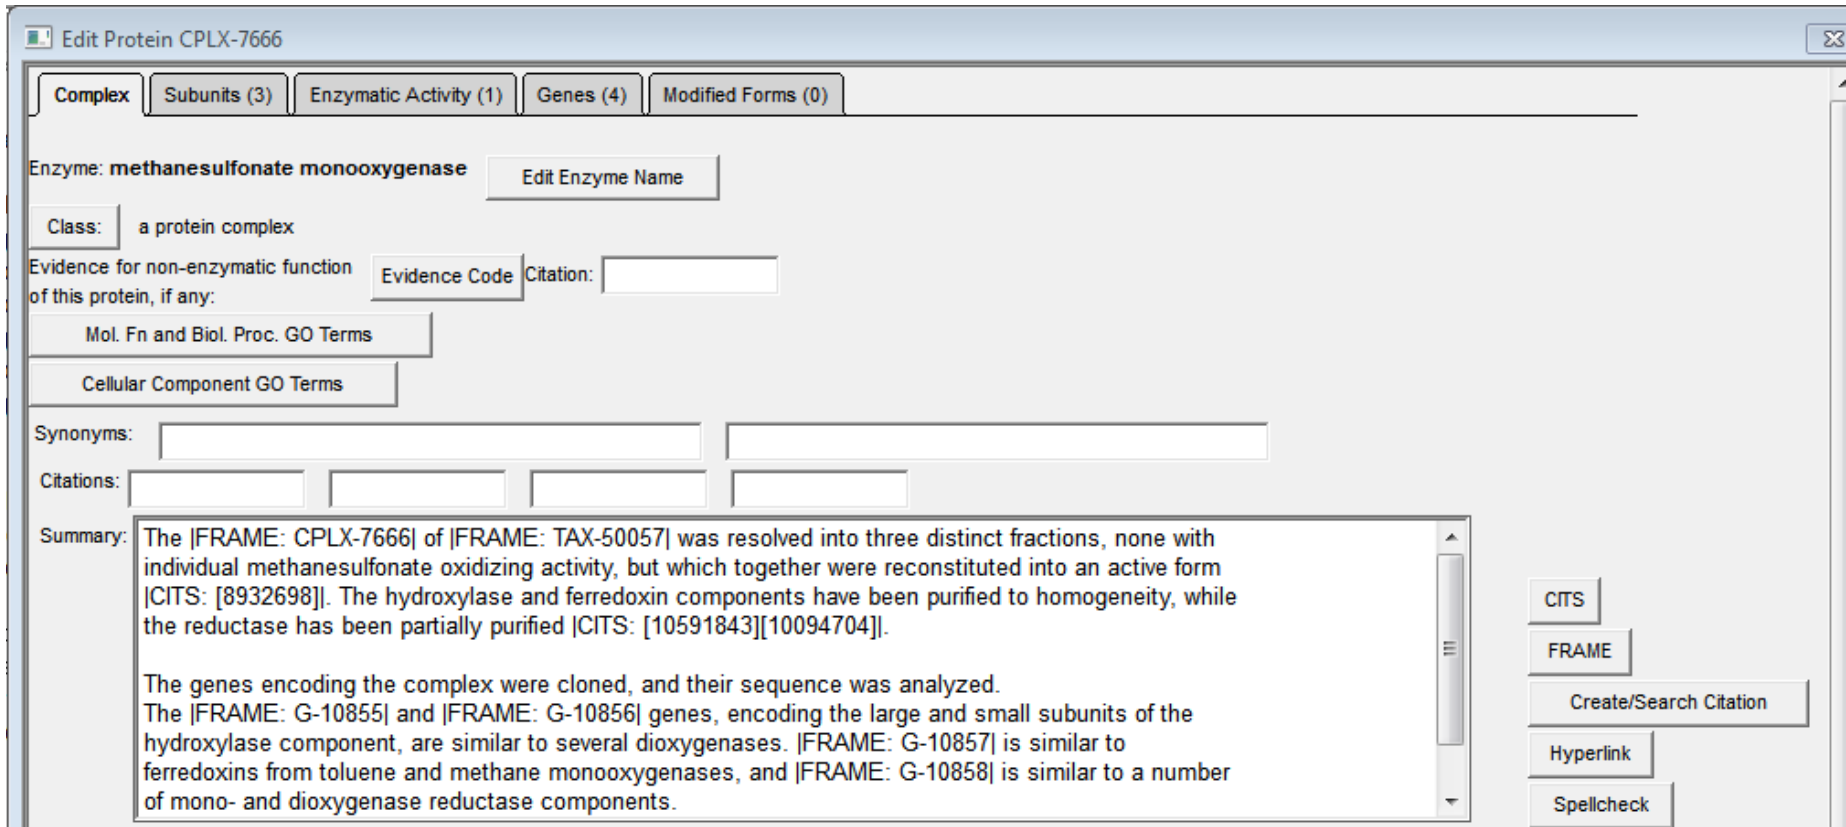 Edit Protein CPLX-7666
Complex Subunits (3) Enzymatic Activity (1) Genes (4) Modified Forms (0)
Enzyme: methanesulfonate monooxygenase Edit Enzyme Name
Class: a protein complex
Evidence for non-enzymatic function
of this protein, if any:
Evidence Code Citation:
Mol. Fn and Biol. Proc. GO Terms
Cellular Component GO Terms
Synonyms:
Citations:
Summary:
The |FRAME: CPLX-7666| of |FRAME: TAX-50057| was resolved into three distinct fractions, none with
individual methanesulfonate oxidizing activity, but which together were reconstituted into an active form
|CITS: [8932698]|. The hydroxylase and ferredoxin components have been purified to homogeneity, while
the reductase has been partially purified |CITS: [10591843][10094704]|.
The genes encoding the complex were cloned, and their sequence was analyzed.
The |FRAME: G-10855| and |FRAME: G-10856| genes, encoding the large and small subunits of the
hydroxylase component, are similar to several dioxygenases. |FRAME: G-10857| is similar to
ferredoxins from toluene and methane monooxygenases, and |FRAME: G-10858| is similar to a number
of mono- and dioxygenase reductase components.
CITS
FRAME
Create/Search Citation
Hyperlink
Spellcheck